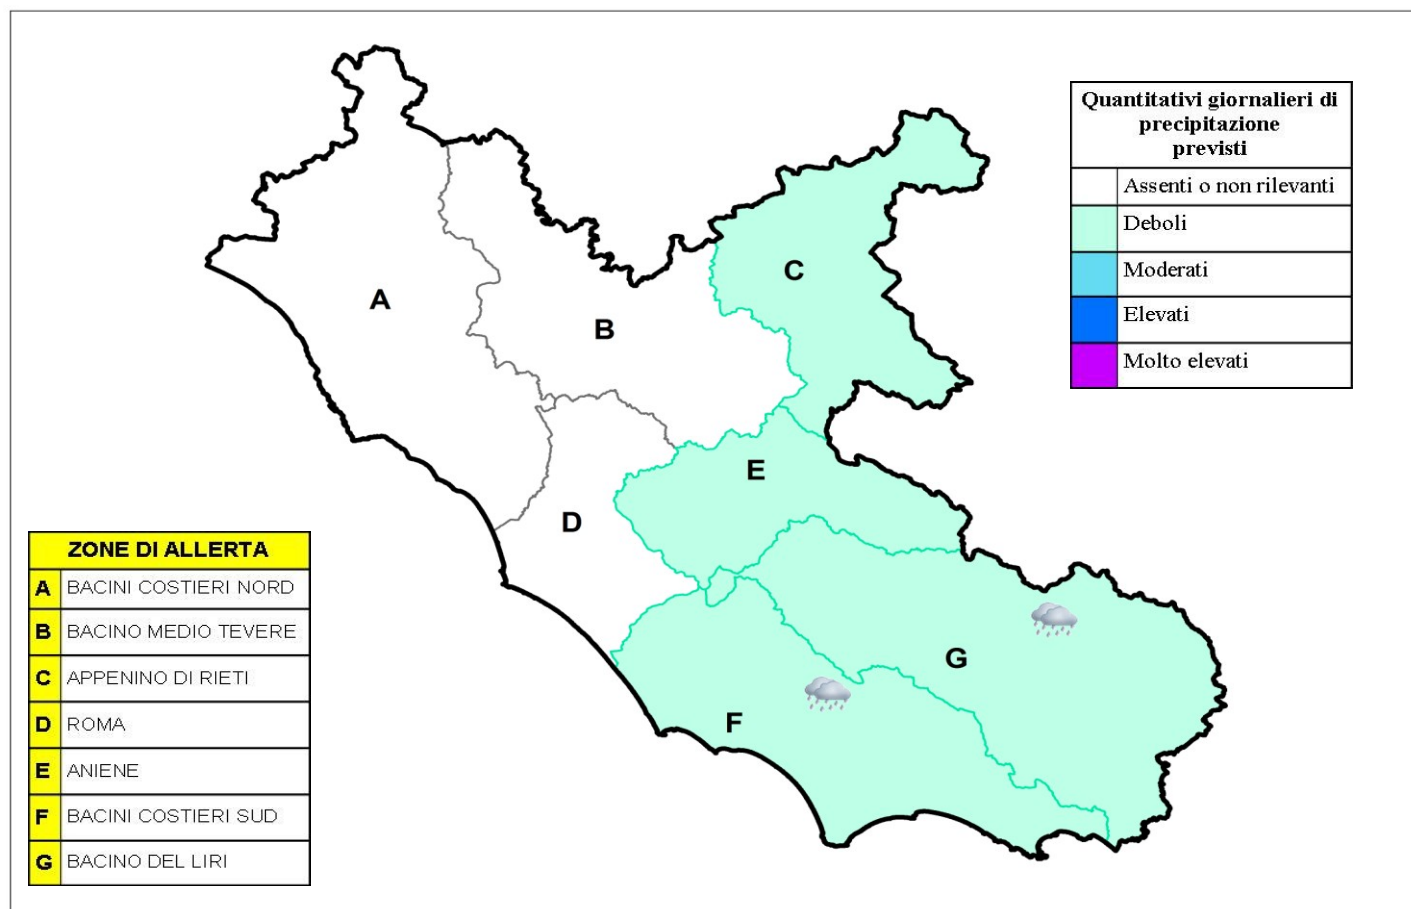 Quantitativi giornalieri di
precipitazione
previsti
Assenti o non rilevanti
Deboli
Moderati
Elevati
Molto elevati
C
A
B
E
D
G
F
ZONE DI ALLERTA
A BACINI COSTIERI NORD
B BACINO MEDIO TEVERE
C APPENINO DI RIETI
D ROMA
E ANIENE
F BACINI COSTIERI SUD
G BACINO DEL LIRI